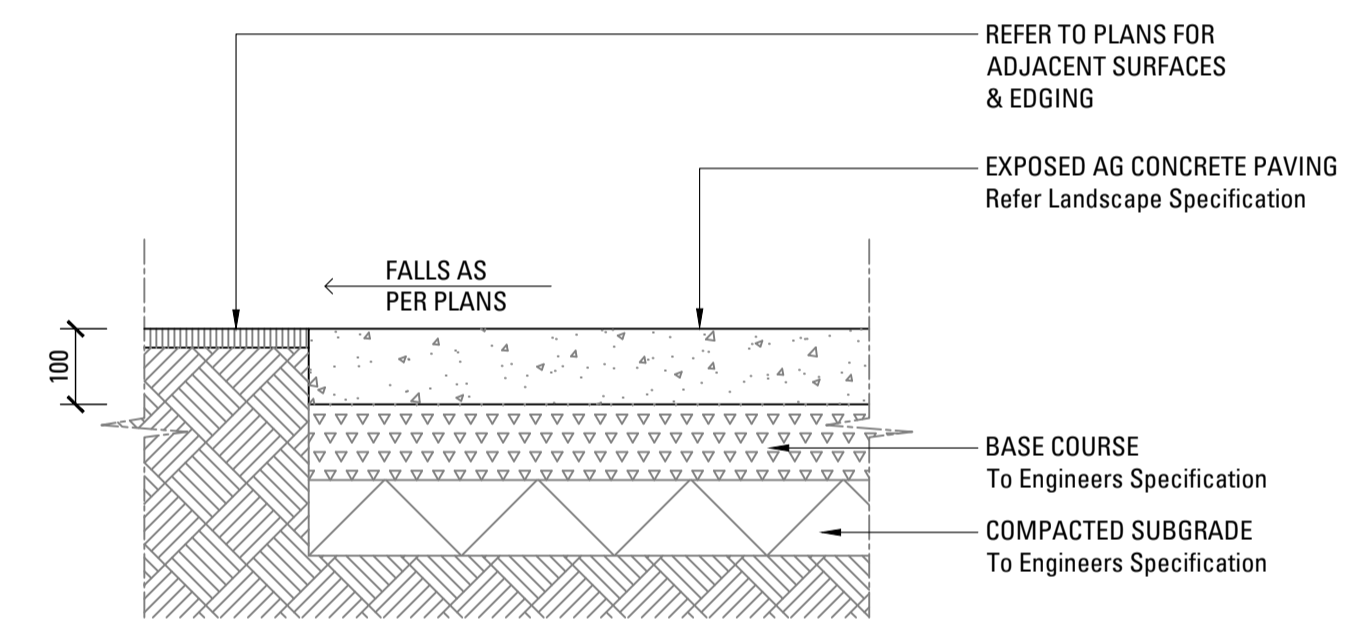 REFER TO PLANS FOR
ADJACENT SURFACES
& EDGING
EXPOSED AG CONCRETE PAVING
Refer Landscape Specification
FALLS AS
PER PLANS
100
BASE COURSE
To Engineers Specification
COMPACTED SUBGRADE
To Engineers Specification